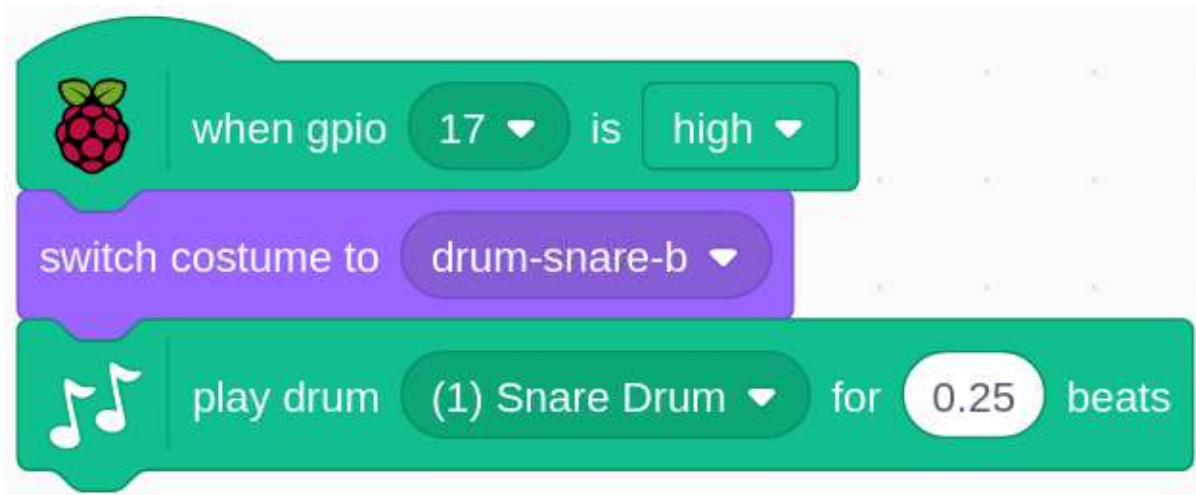 when gpio 17 is high
switch costume to drum-snare-b
play drum (1) Snare Drum for 0.25 beats